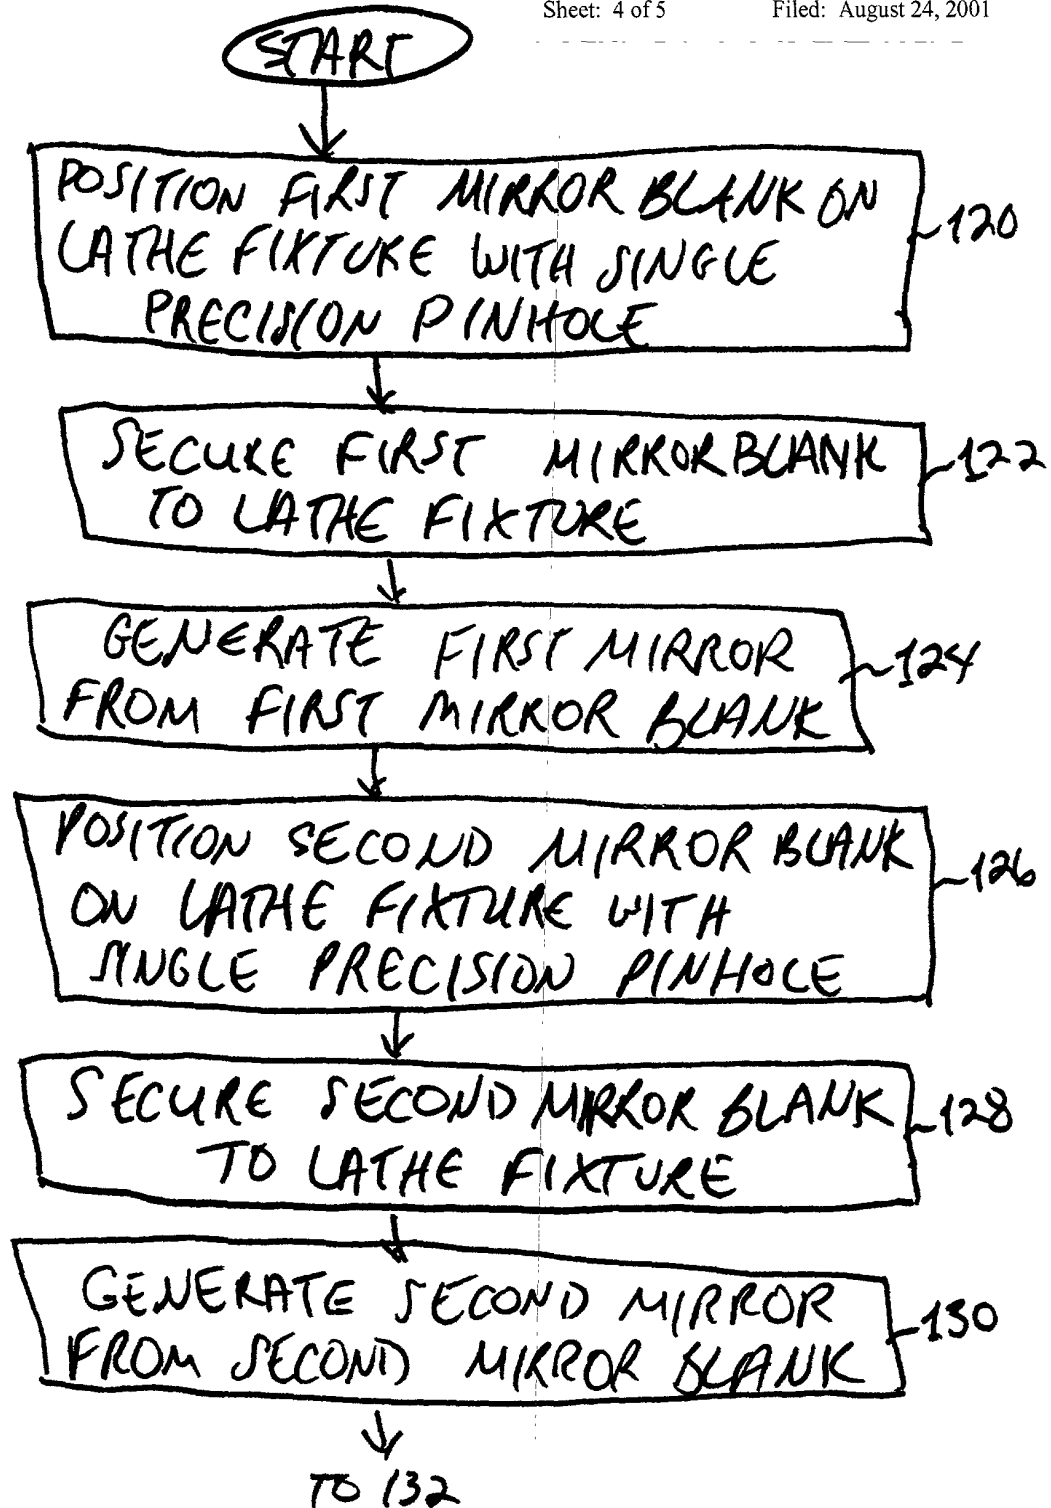 Sheet: 4 of 5 Filed: August 24, 2001
START
POSITION FIRST MIRROR BLANK ON
LATHE FIXTURE WITH SINGLE
PRECISION PINHOLE
120
SECURE FIRST MIRROR BLANK
TO LATHE FIXTURE
122
GENERATE FIRST MIRROR
FROM FIRST MIRROR BLANK
124
POSITION SECOND MIRROR BLANK
ON LATHE FIXTURE WITH
SINGLE PRECISION PINHOLE
126
SECURE SECOND MIRROR BLANK
TO LATHE FIXTURE
128
GENERATE SECOND MIRROR
FROM SECOND MIRROR BLANK
130
TO 132